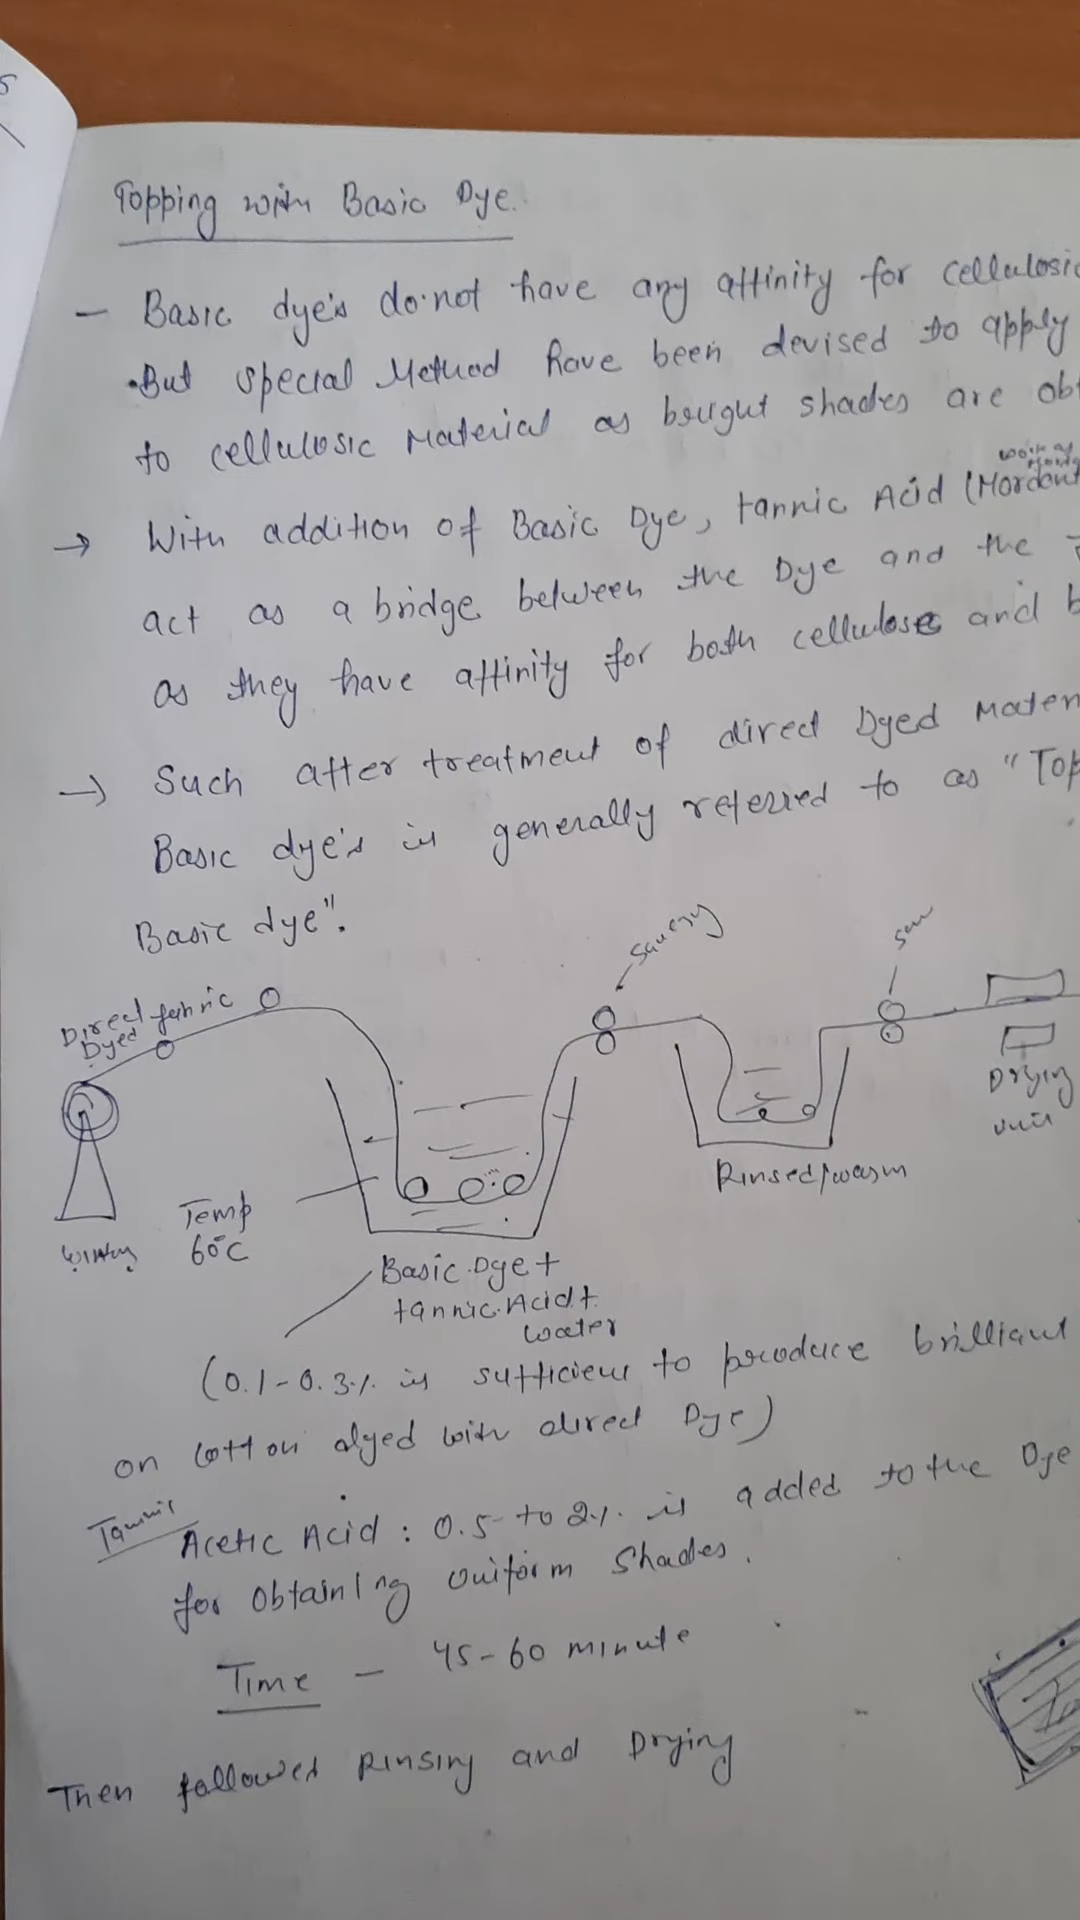 Topping with Basic Dye.
- Basic dye's do not have any affinity for cellulosic
But special Method have been devised to apply
to cellulosic Material as bright shades are obt
work as
→ With addition of Basic Dye, tannic Acid (Mordant
act as a bridge between the Dye and the
as they have affinity for both cellulose and b
→ Such after treatment of direct Dyed Mater
Basic dye's is generally referred to as "Top
Basic dye".
Direct fabric
Dyed
Squeezy
Drying
unit
Rinsed/warm
Temp
60°C
Basic Dye +
tannic Acid +
water
(0.1-0.3% is sufficient to produce brilliant
on cotton dyed with direct Dye)
Tannic
Acetic Acid : 0.5 to 2% is added to the Dye
for obtaining uniform Shades.
Time - 45-60 minute
Then followed Rinsing and Drying